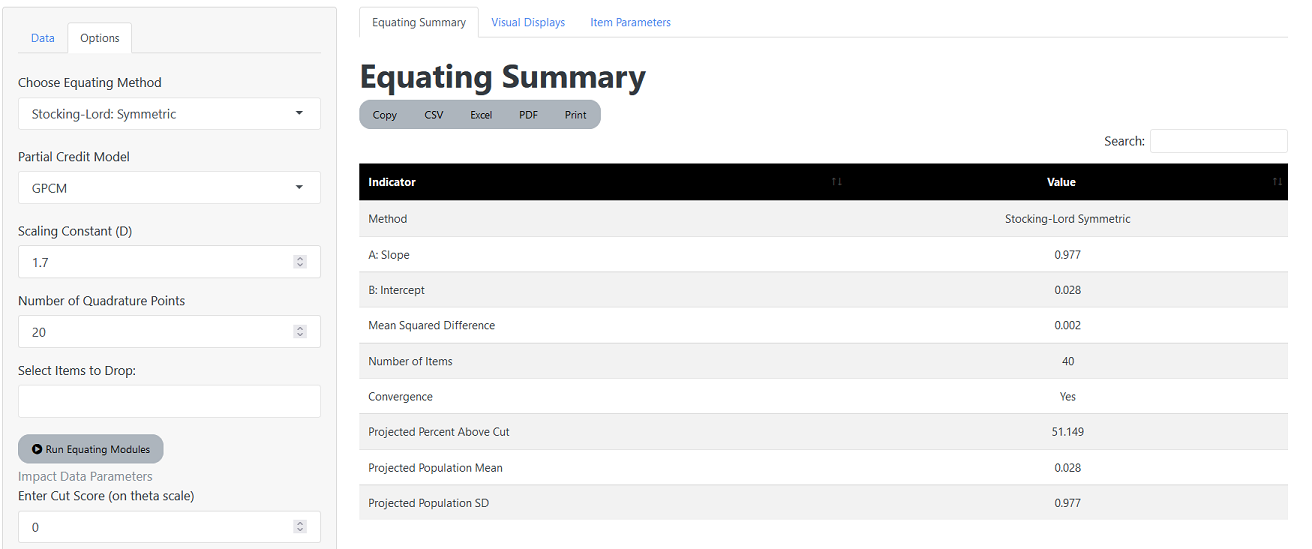 Data
Options
Choose Equating Method
Stocking-Lord: Symmetric
Partial Credit Model
GPCM
Scaling Constant (D)
1.7
Number of Quadrature Points
20
Select Items to Drop:
Run Equating Modules
Impact Data Parameters
Enter Cut Score (on theta scale)
0
Equating Summary
Visual Displays
Item Parameters
Equating Summary
Copy
CSV
Excel
PDF
Print
Search:
Indicator Value
Method Stocking-Lord Symmetric
A: Slope 0.977
B: Intercept 0.028
Mean Squared Difference 0.002
Number of Items 40
Convergence Yes
Projected Percent Above Cut 51.149
Projected Population Mean 0.028
Projected Population SD 0.977